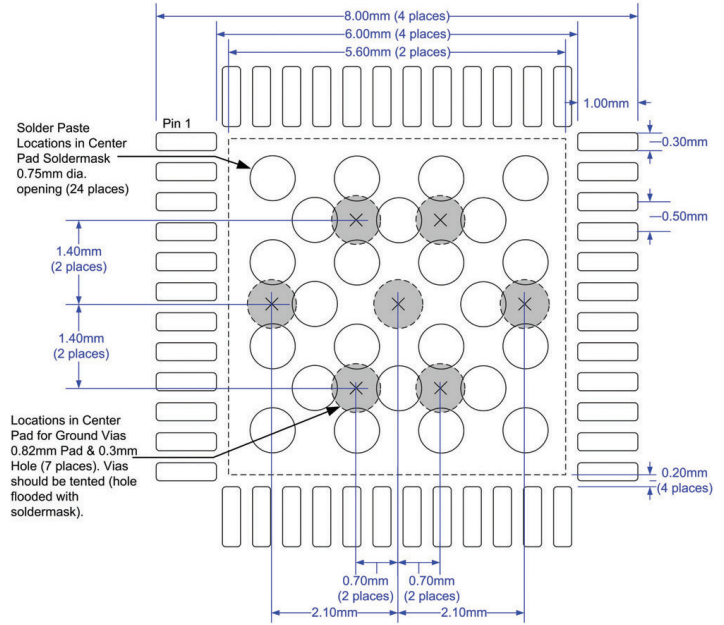 8.00mm (4 places)
6.00mm (4 places)
5.60mm (2 places)
1.00mm
Pin 1
Solder Paste
Locations in Center
Pad Soldermask
0.75mm dia.
opening (24 places)
0.30mm
0.50mm
1.40mm
(2 places)
1.40mm
(2 places)
Locations in Center
Pad for Ground Vias
0.82mm Pad & 0.3mm
Hole (7 places). Vias
should be tented (hole
flooded with
soldermask).
0.20mm
(4 places)
0.70mm
(2 places)
0.70mm
(2 places)
2.10mm
2.10mm